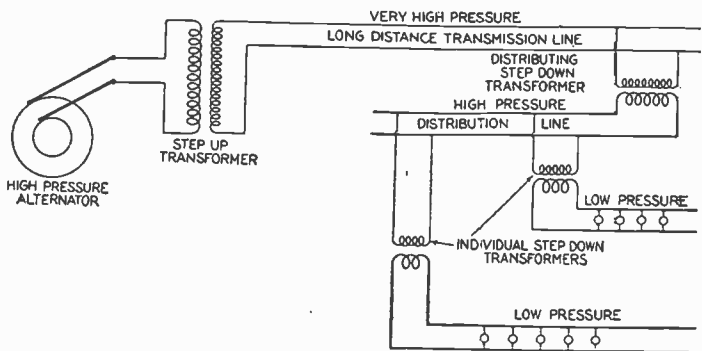 VERY HIGH PRESSURE
LONG DISTANCE TRANSMISSION LINE
DISTRIBUTING
STEP DOWN
TRANSFORMER
HIGH PRESSURE
DISTRIBUTION LINE
STEP UP
TRANSFORMER
HIGH PRESSURE
ALTERNATOR
LOW PRESSURE
INDIVIDUAL STEP DOWN
TRANSFORMERS
LOW PRESSURE